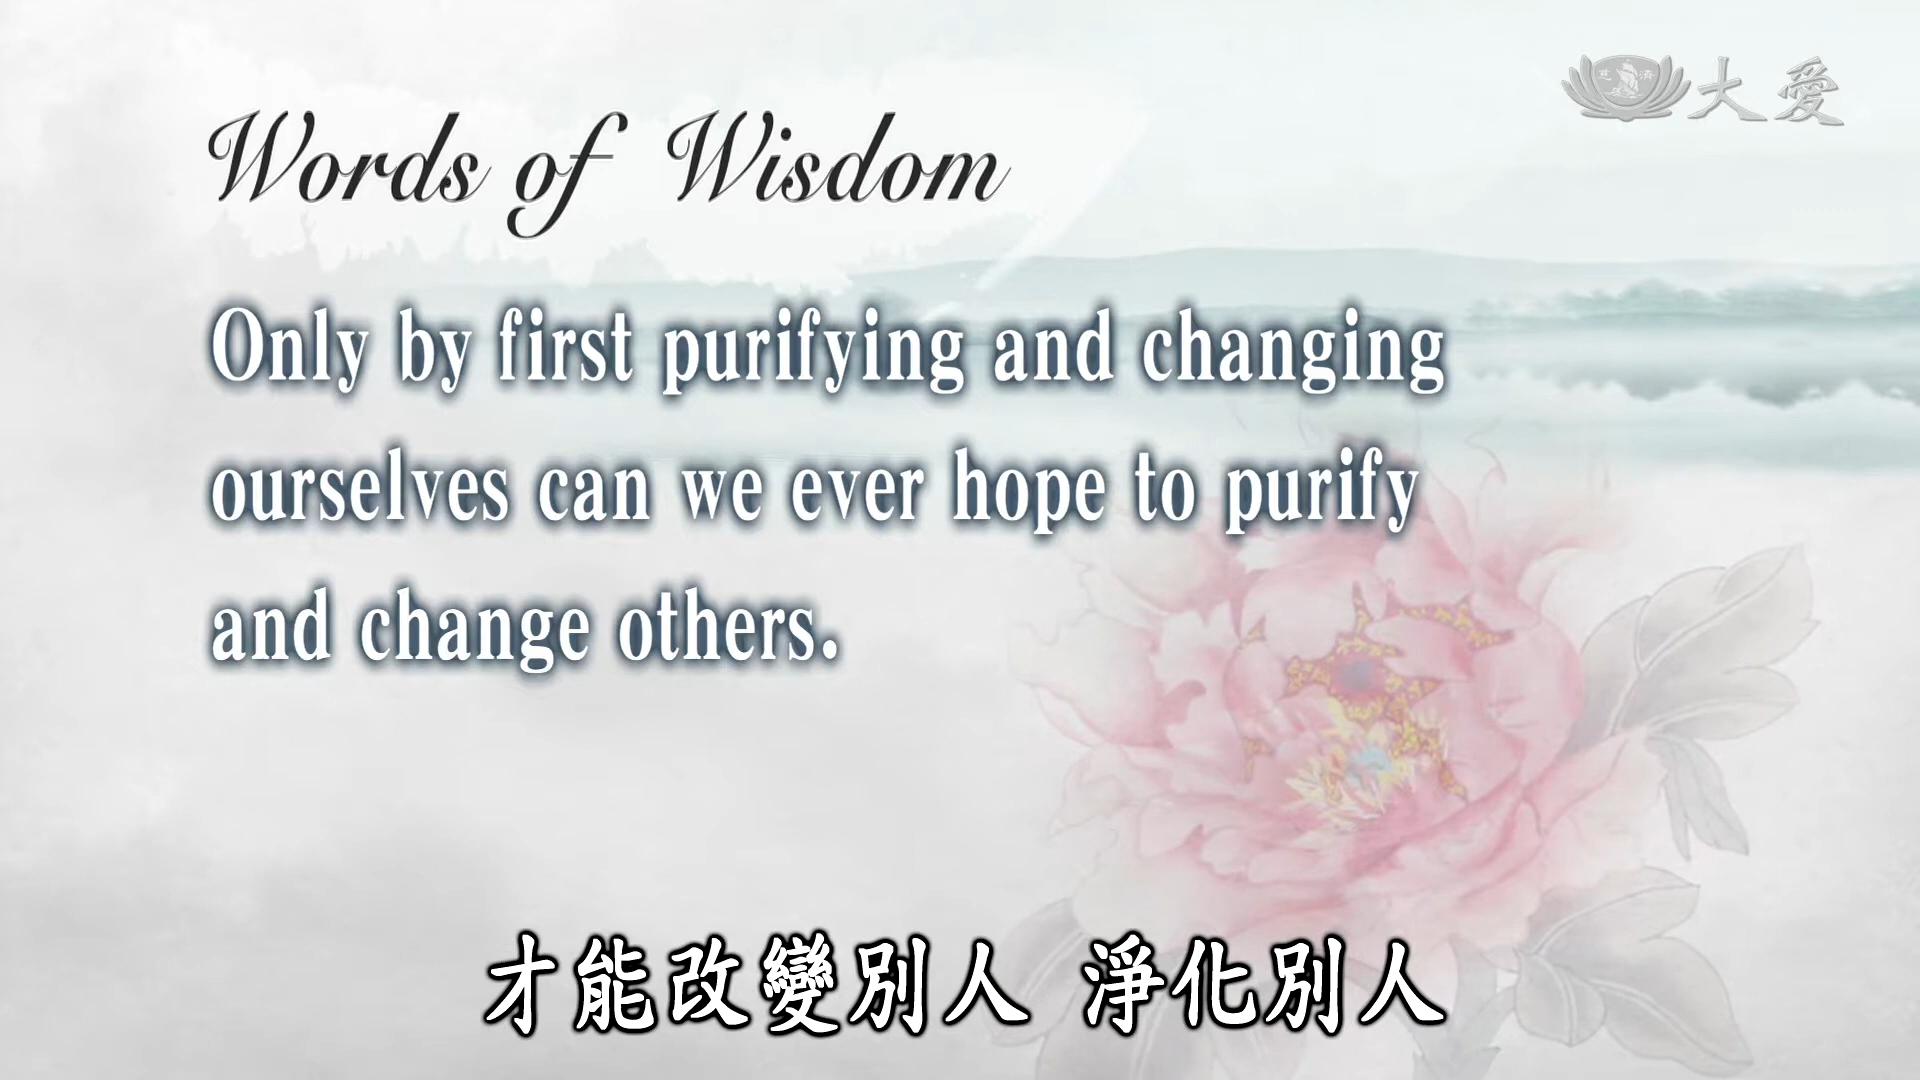 大愛
Words of Wisdom
Only by first purifying and changing
ourselves can we ever hope to purify
and change others.
才能改變別人 淨化別人